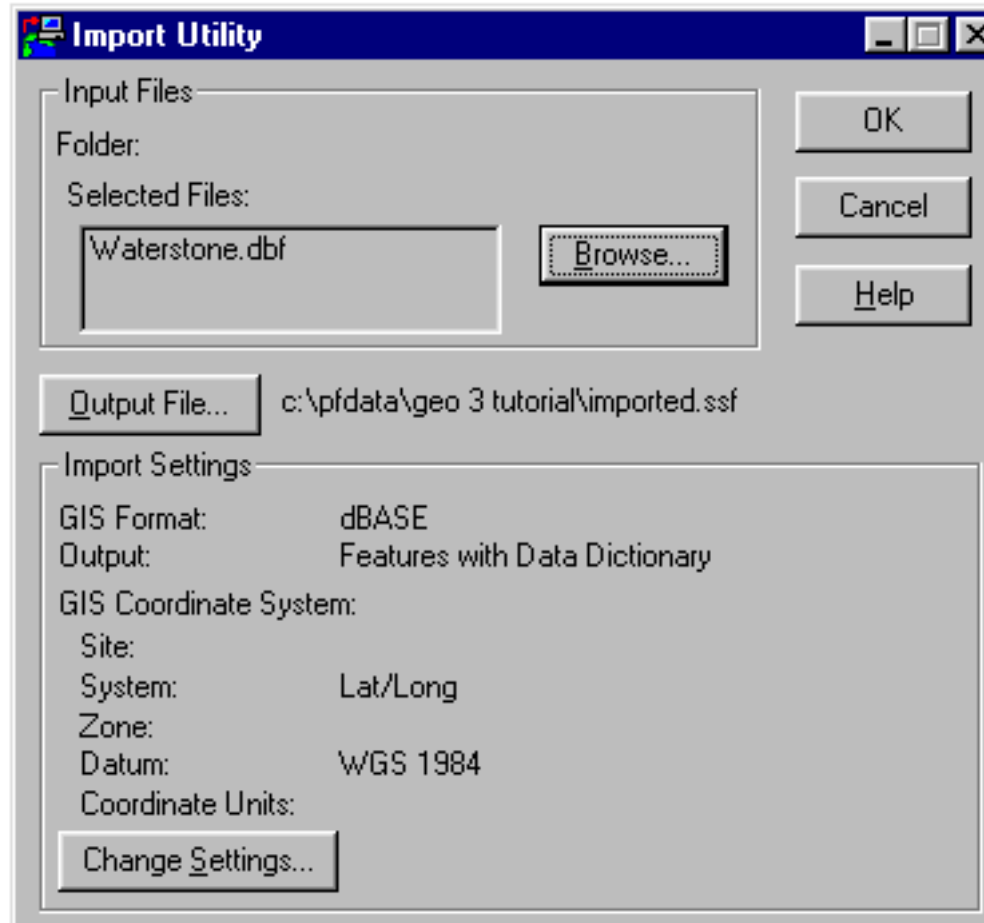 Import Utility
Input Files
Folder:
Selected Files:
Waterstone.dbf
Browse...
OK
Cancel
Help
Output File... c:\pfdata\geo 3 tutorial\imported.ssf
Import Settings
GIS Format: dBASE
Output: Features with Data Dictionary
GIS Coordinate System:
Site:
System: Lat/Long
Zone:
Datum: WGS 1984
Coordinate Units:
Change Settings...